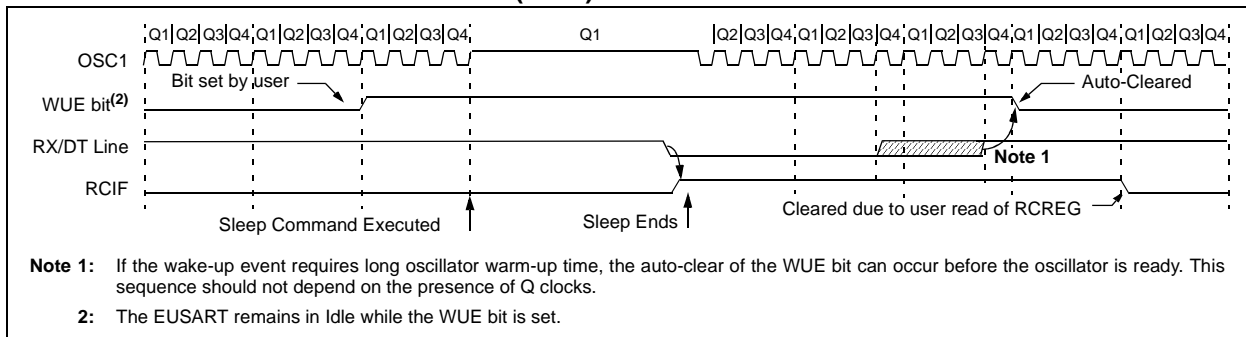 Q1 Q2 Q3 Q4 Q1 Q2 Q3 Q4 Q1 Q2 Q3 Q4 Q1 Q2 Q3 Q4 Q1 Q2 Q3 Q4 Q1 Q2 Q3 Q4 Q1 Q2 Q3 Q4 Q1 Q2 Q3 Q4
OSC1
Bit set by user
Auto-Cleared
WUE bit(2)
RX/DT Line
Note 1
RCIF
Cleared due to user read of RCREG
Sleep Command Executed
Sleep Ends
Note 1: If the wake-up event requires long oscillator warm-up time, the auto-clear of the WUE bit can occur before the oscillator is ready. This
sequence should not depend on the presence of Q clocks.
2: The EUSART remains in Idle while the WUE bit is set.